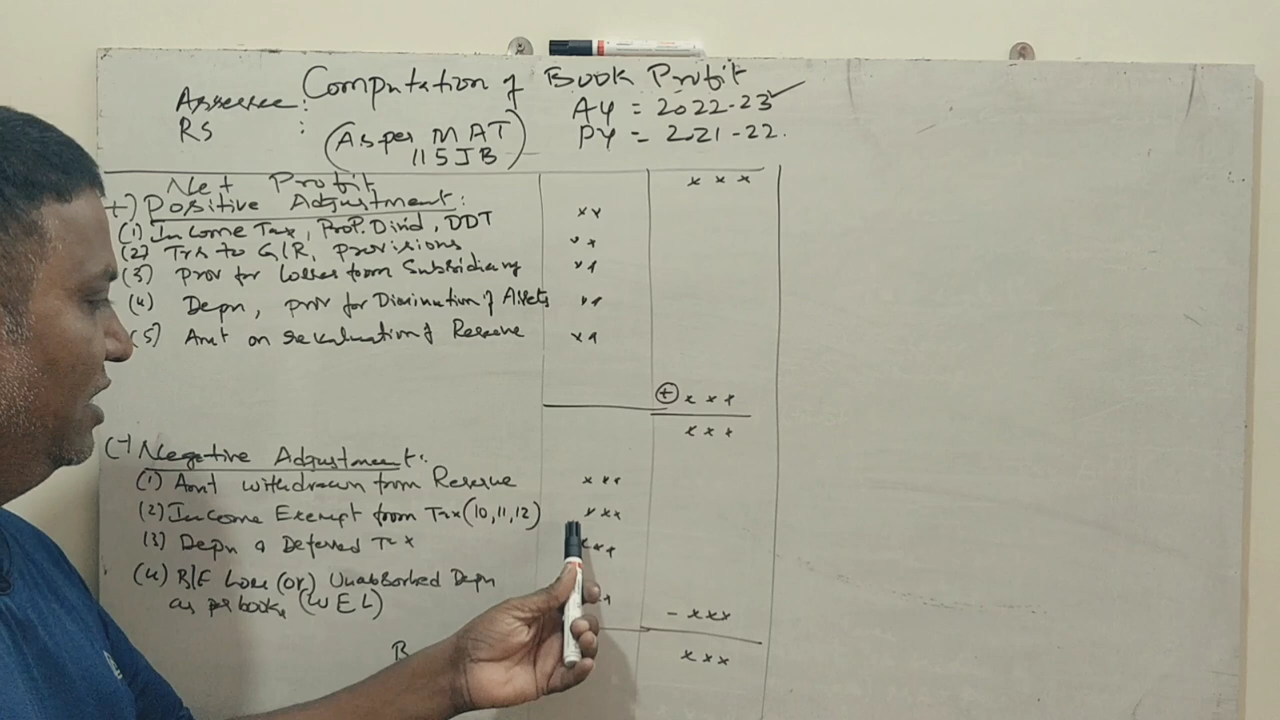 Computation of Book Profit
Assessee :
AY = 2022-23
RS :
(As per MAT
115JB)
PY = 2021-22.
Net Profit
x x x
+) Positive Adjustment:
(1) Income Tax, Prop. Divid, DDT
xx
(2) Trs to G/R, provisions
xx
(3) Prov for Losses from Subsidiary
xx
(4) Depn, prov for Diminution of Assets
xx
(5) Amt on revaluation of Reserve
xx
+ x x x
x x x
(-) Negative Adjustment:
(1) Amt withdrawn from Reserve
xxx
(2) Income Exempt from Tax (10,11,12)
xxx
(3) Depn & Deferred Tax
xxx
(4) B/F Loss (or) Unabsorbed Depn
as per books (WEL)
- xxx
B
xxx